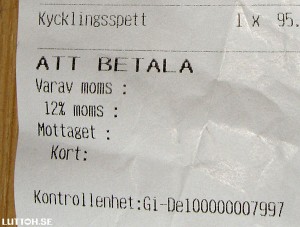 Kycklingsspett 1 x 95.
ATT BETALA
Varav moms :
12% moms :
Mottaget :
Kort:
Kontrollenhet:Gi-De100000007997
LUTTOH.SE